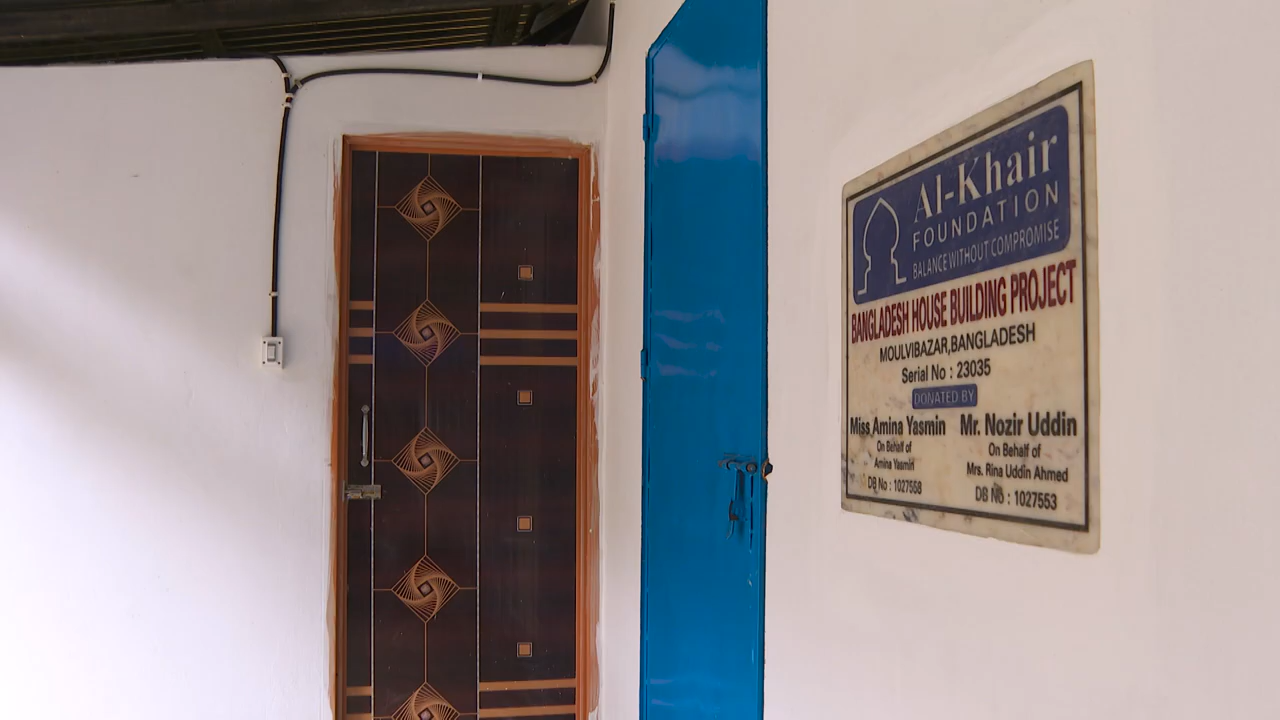 Al-Khair
FOUNDATION
BALANCE WITHOUT COMPROMISE
BANGLADESH HOUSE BUILDING PROJECT
MOULVIBAZAR,BANGLADESH
Serial No : 23035
DONATED BY
Miss Amina Yasmin
On Behalf of
Amina Yasmin
DB No : 1027558
Mr. Nozir Uddin
On Behalf of
Mrs. Rina Uddin Ahmed
DB No : 1027553